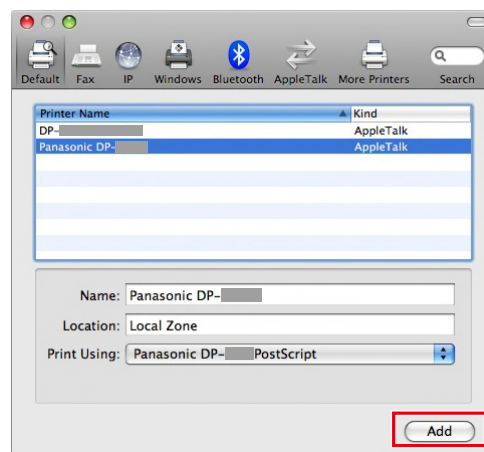 Default Fax IP Windows Bluetooth AppleTalk More Printers Search
Printer Name Kind
DP- AppleTalk
Panasonic DP- AppleTalk
Name: Panasonic DP-
Location: Local Zone
Print Using: Panasonic DP- PostScript
Add